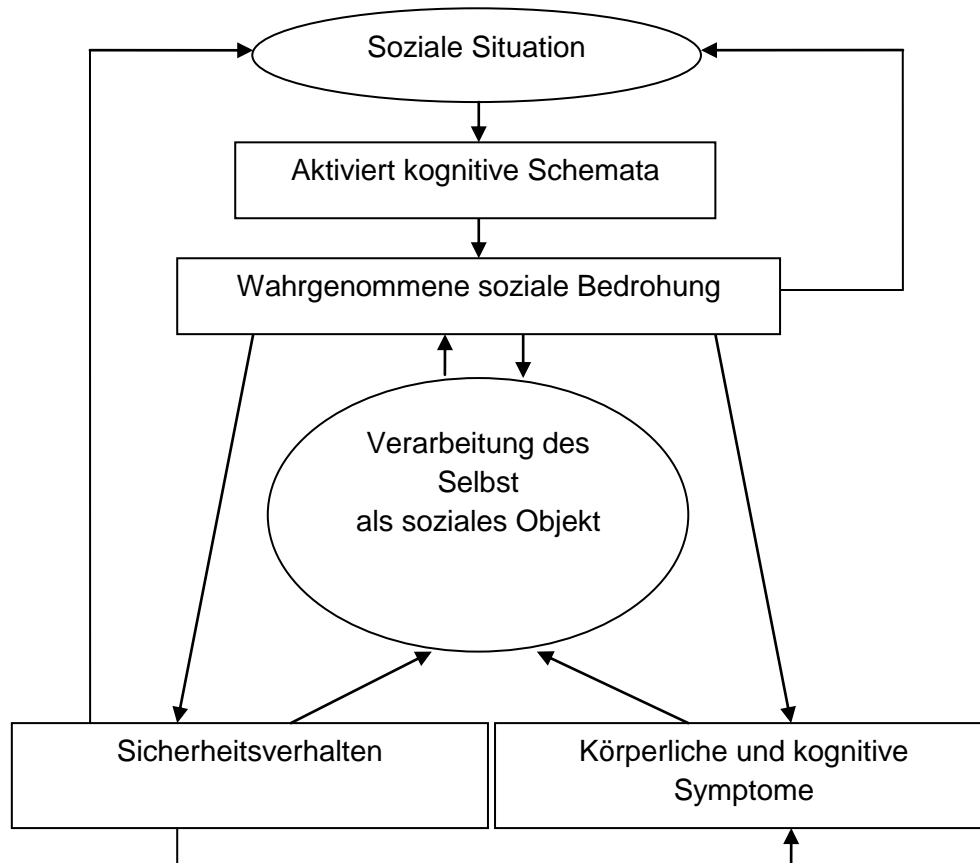 Soziale Situation
Aktiviert kognitive Schemata
Wahrgenommene soziale Bedrohung
Verarbeitung des
Selbst
als soziales Objekt
Sicherheitsverhalten
Körperliche und kognitive
Symptome